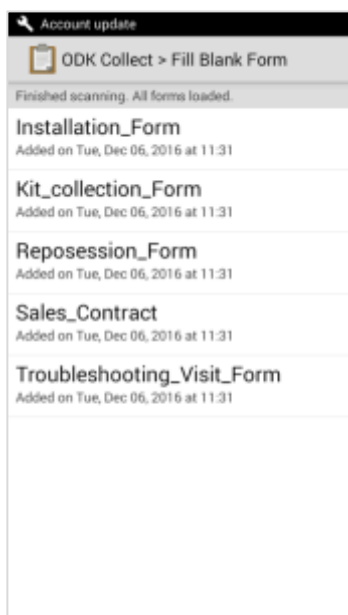 Account update
ODK Collect > Fill Blank Form
Finished scanning. All forms loaded.
Installation_Form
Added on Tue, Dec 06, 2016 at 11:31
Kit_collection_Form
Added on Tue, Dec 06, 2016 at 11:31
Reposession_Form
Added on Tue, Dec 06, 2016 at 11:31
Sales_Contract
Added on Tue, Dec 06, 2016 at 11:31
Troubleshooting_Visit_Form
Added on Tue, Dec 06, 2016 at 11:31